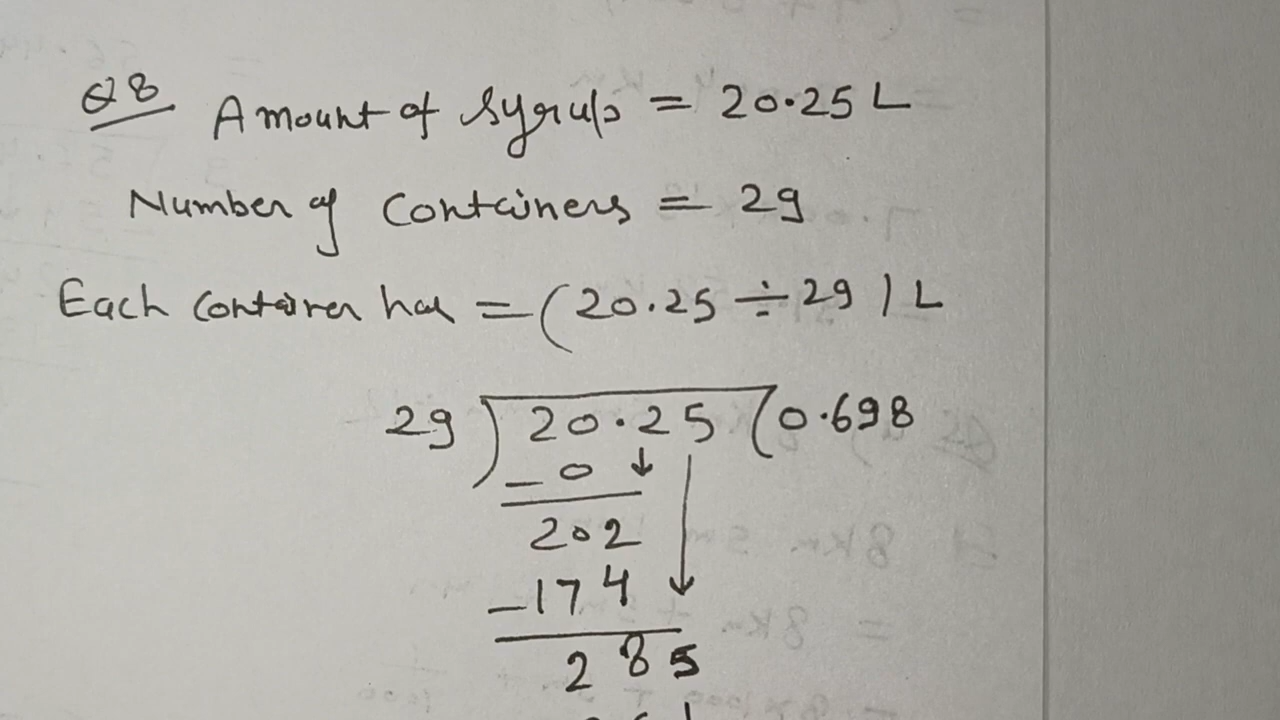 Q8 Amount of syrup = 20.25 L
Number of Containers = 29
Each Container has = (20.25 ÷ 29) L
29 ) 20.25 ( 0.698
- 0 ↓
202
- 174 ↓
285